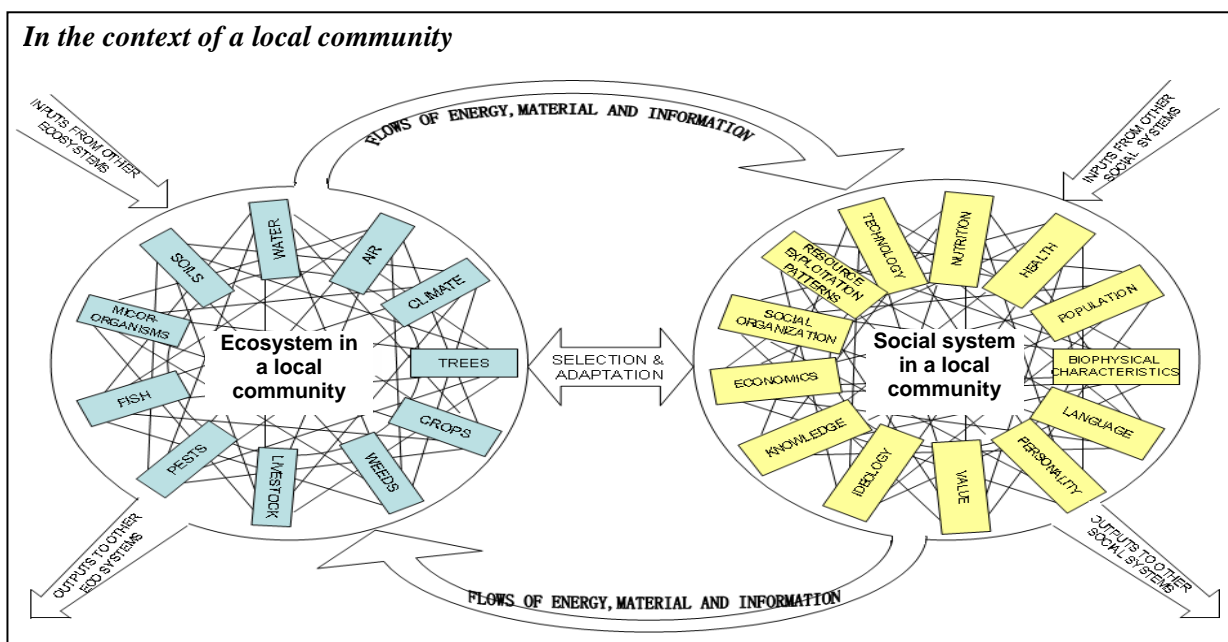 In the context of a local community
INPUTS FROM OTHER
ECOSYSTEMS
FLOWS OF ENERGY,MATERIAL AND INFORMATION
INPUTS FROM OTHER
SOCIAL SYSTEMS
WATER
AIR
CLIMATE
TREES
CROPS
WEEDS
LIVESTOCK
PESTS
FISH
MICOR-
ORGANISMS
SOILS
Ecosystem in
a local
community
SELECTION &
ADAPTATION
NUTRITION
HEALTH
POPULATION
BIOPHYSICAL
CHARACTERISTICS
LANGUAGE
PERSONALITY
VALUE
IDEOLOGY
KNOWLEDGE
ECONOMICS
SOCIAL
ORGANIZATION
RESOURCE
EXPLOITATION
PATTERNS
TECHNOLOGY
Social system
in a local
community
OUTPUTS TO OTHER
ECO SYSTEMS
FLOWS OF ENERGY,MATERIAL AND INFORMATION
OUTPUTS TO OTHER
SOCIAL SYSTEMS